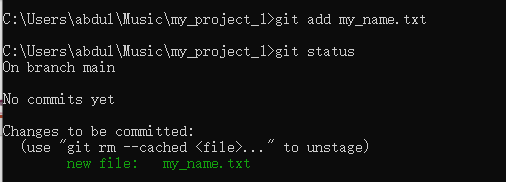 C:\Users\abdul\Music\my_project_1>git add my_name.txt
C:\Users\abdul\Music\my_project_1>git status
On branch main
No commits yet
Changes to be committed:
(use "git rm --cached <file>..." to unstage)
new file:   my_name.txt